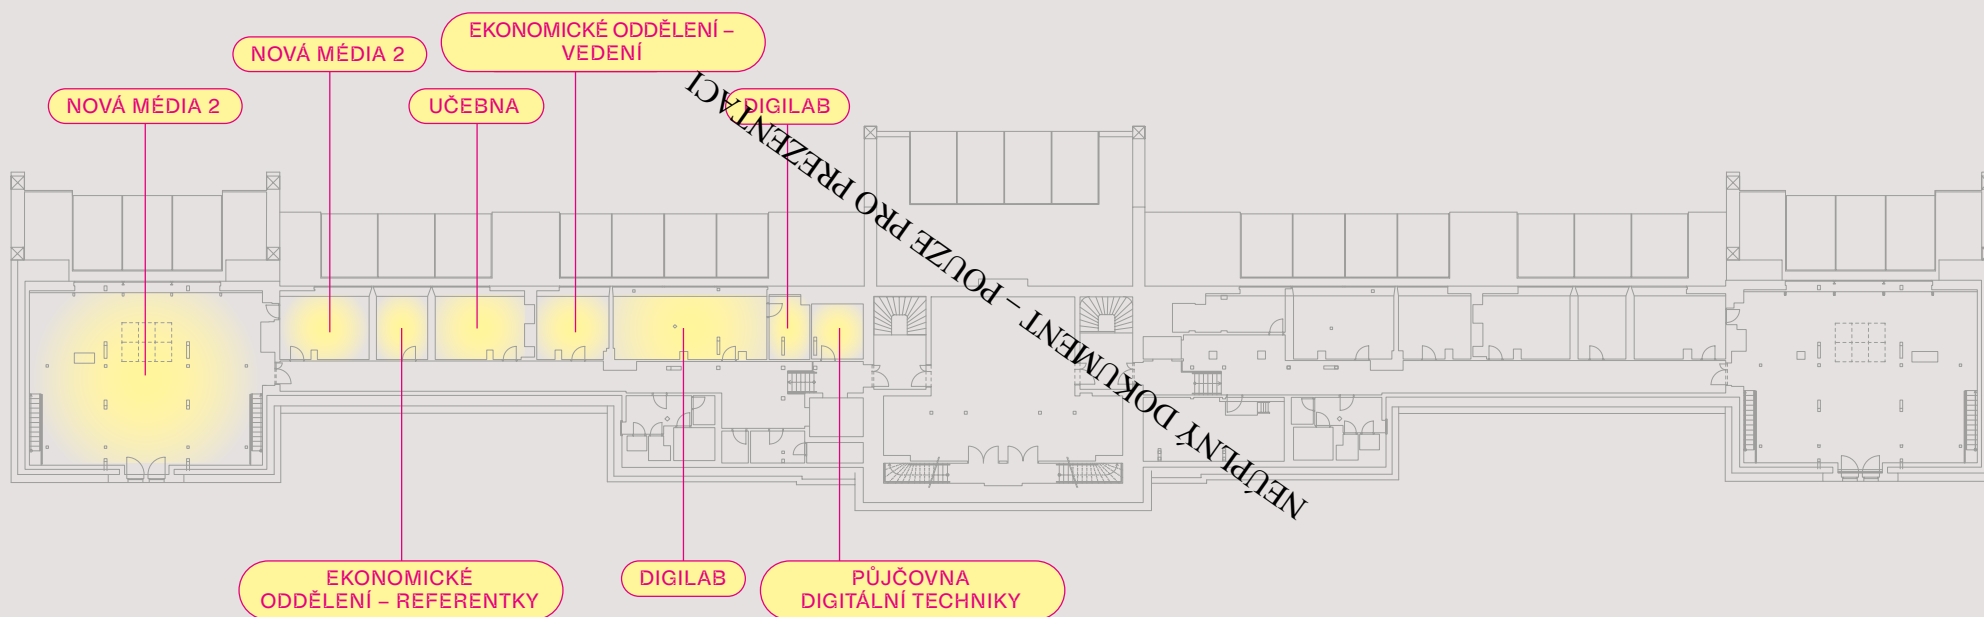 EKONOMICKÉ ODDĚLENÍ –
VEDENÍ
NOVÁ MÉDIA 2
NOVÁ MÉDIA 2
UČEBNA
DIGILAB
NEÚPLNÝ DOKUMENT – POUZE PRO PREZENTACI
EKONOMICKÉ
ODDĚLENÍ – REFERENTKY
DIGILAB
PŮJČOVNA
DIGITÁLNÍ TECHNIKY